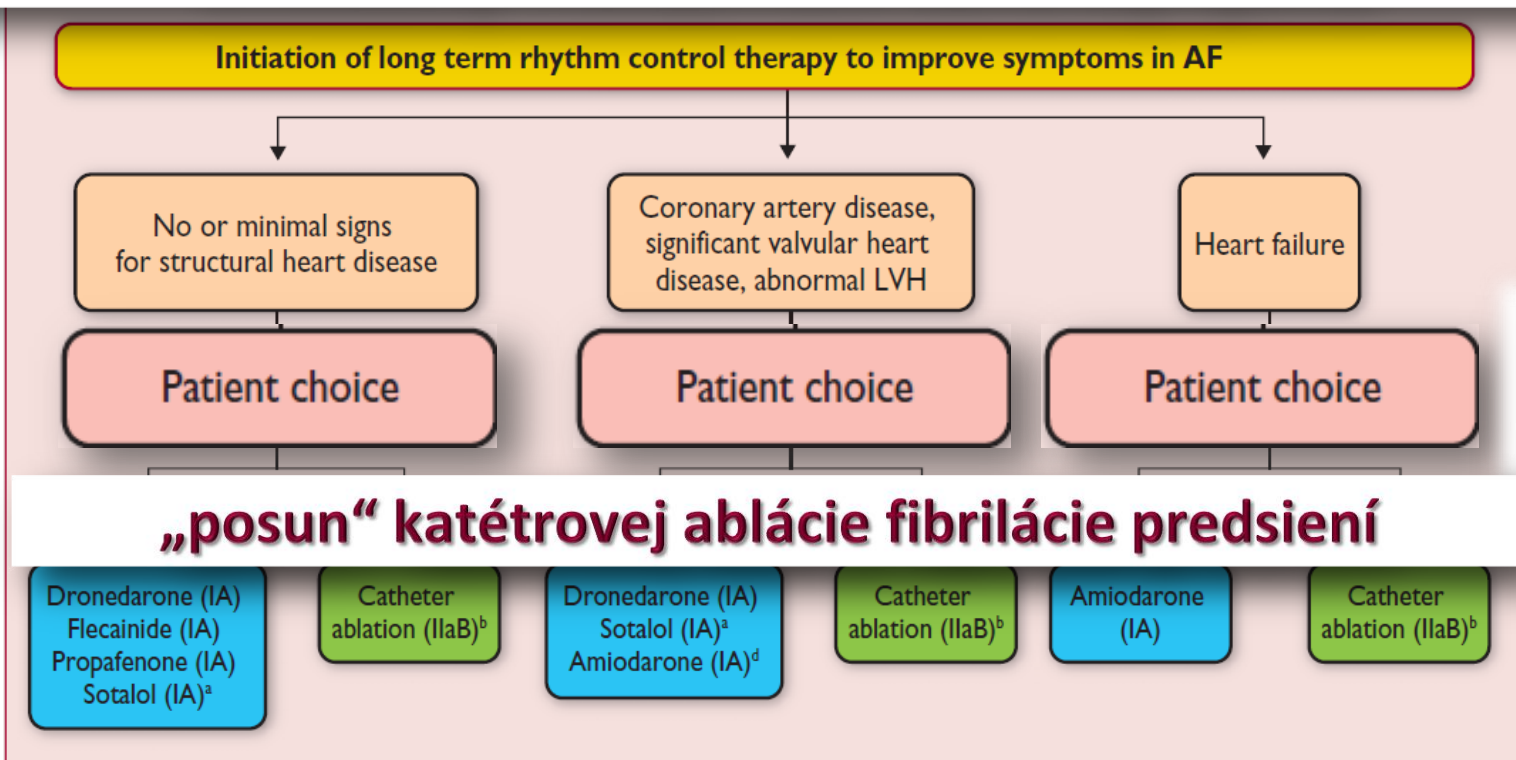 Initiation of long term rhythm control therapy to improve symptoms in AF
No or minimal signs
for structural heart disease
Coronary artery disease,
significant valvular heart
disease, abnormal LVH
Heart failure
Patient choice
Patient choice
Patient choice
„posun“ katétrovej ablácie fibrilácie predsiení
Dronedarone (IA)
Flecainide (IA)
Propafenone (IA)
Sotalol (IA)ᵃ
Catheter
ablation (IIaB)ᵇ
Dronedarone (IA)
Sotalol (IA)ᵃ
Amiodarone (IA)ᵈ
Catheter
ablation (IIaB)ᵇ
Amiodarone
(IA)
Catheter
ablation (IIaB)ᵇ